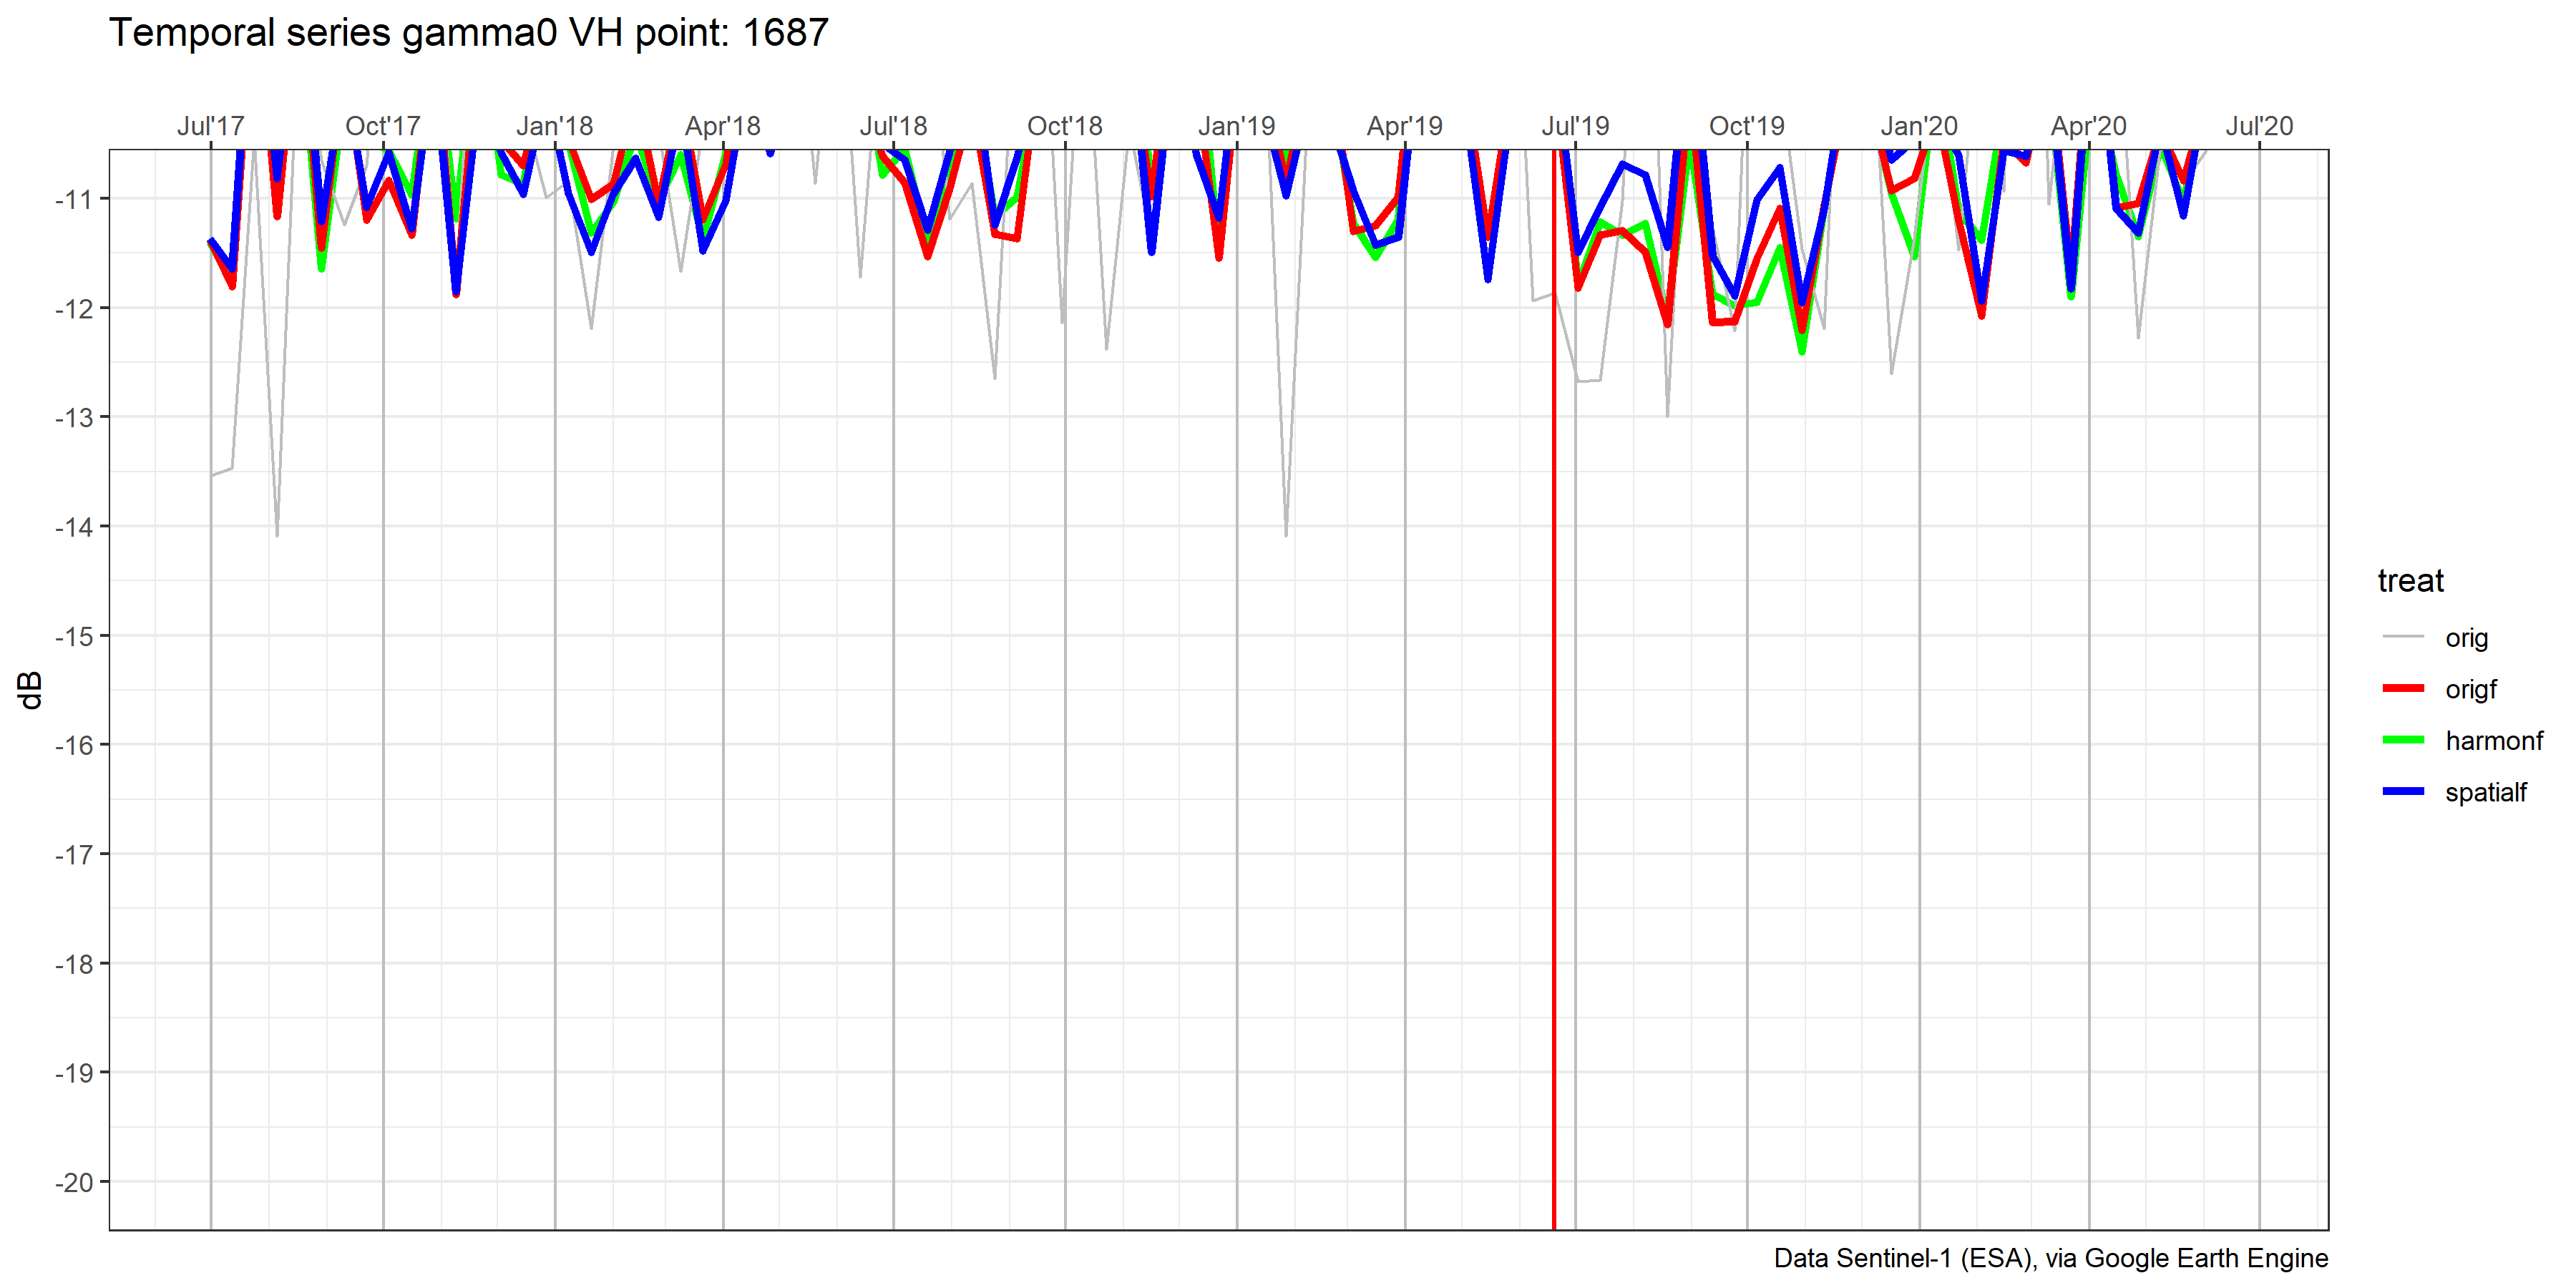 Temporal series gamma0 VH point: 1687
Jul'17 Oct'17 Jan'18 Apr'18 Jul'18 Oct'18 Jan'19 Apr'19 Jul'19 Oct'19 Jan'20 Apr'20 Jul'20
-11
-12
-13
-14
-15
-16
-17
-18
-19
-20
dB
treat
orig
origf
harmonf
spatialf
Data Sentinel-1 (ESA), via Google Earth Engine